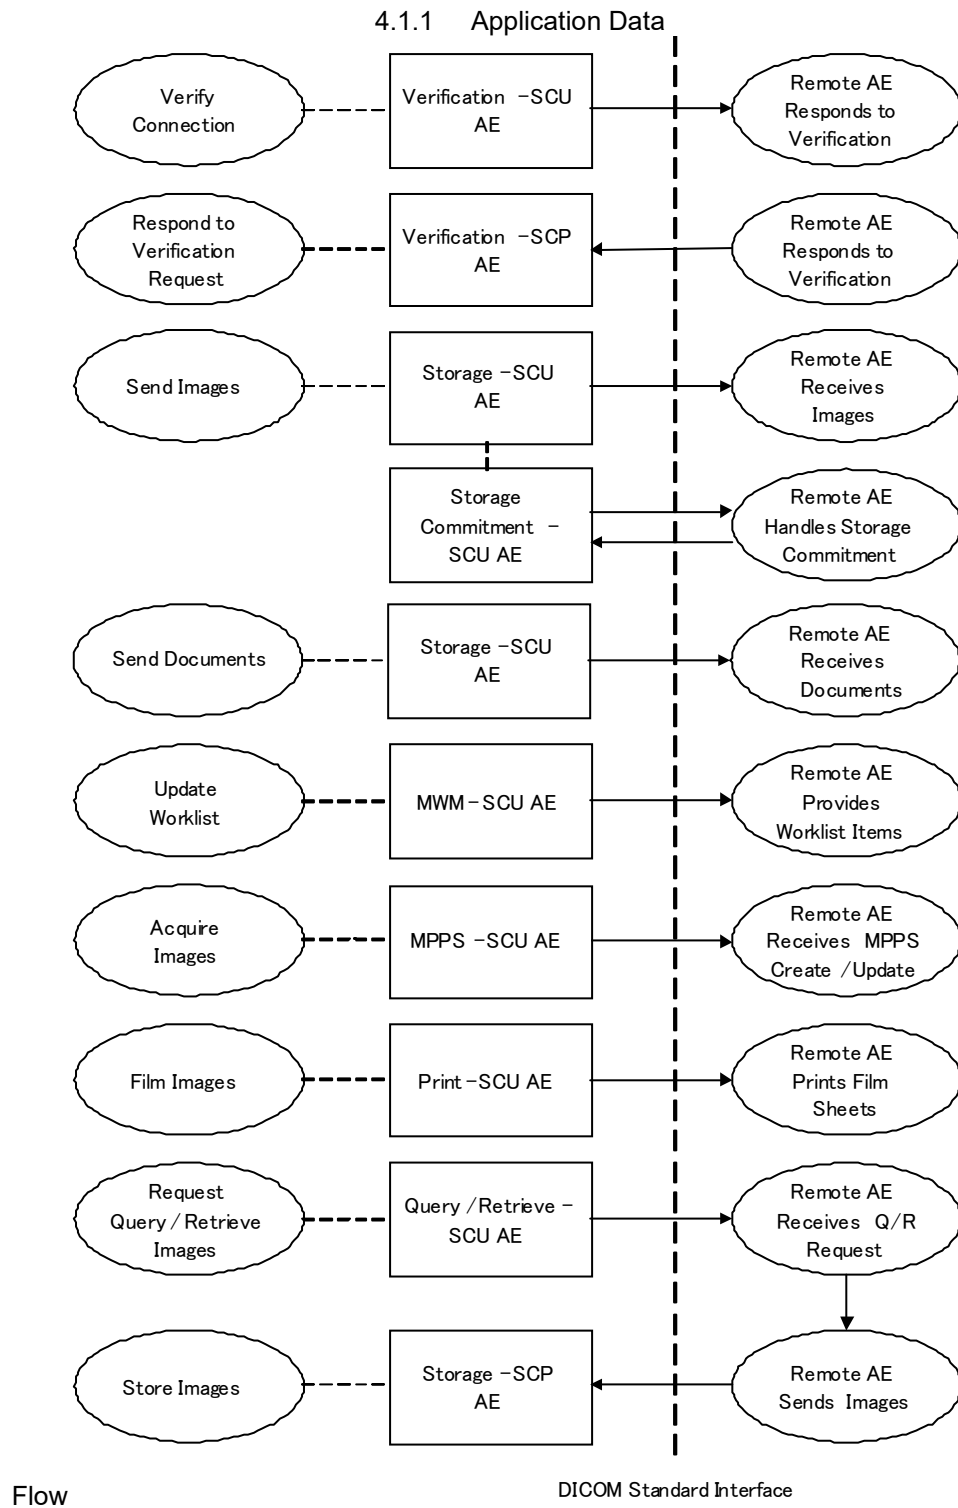 4.1.1 Application Data
Verify
Connection
Verification -SCU
AE
Remote AE
Responds to
Verification
Respond to
Verification
Request
Verification -SCP
AE
Remote AE
Responds to
Verification
Send Images
Storage -SCU
AE
Remote AE
Receives
Images
Storage
Commitment -
SCU AE
Remote AE
Handles Storage
Commitment
Send Documents
Storage -SCU
AE
Remote AE
Receives
Documents
Update
Worklist
MWM-SCU AE
Remote AE
Provides
Worklist Items
Acquire
Images
MPPS -SCU AE
Remote AE
Receives MPPS
Create /Update
Film Images
Print-SCU AE
Remote AE
Prints Film
Sheets
Request
Query/Retrieve
Images
Query/Retrieve -
SCU AE
Remote AE
Receives Q/R
Request
Store Images
Storage -SCP
AE
Remote AE
Sends Images
Flow
DICOM Standard Interface